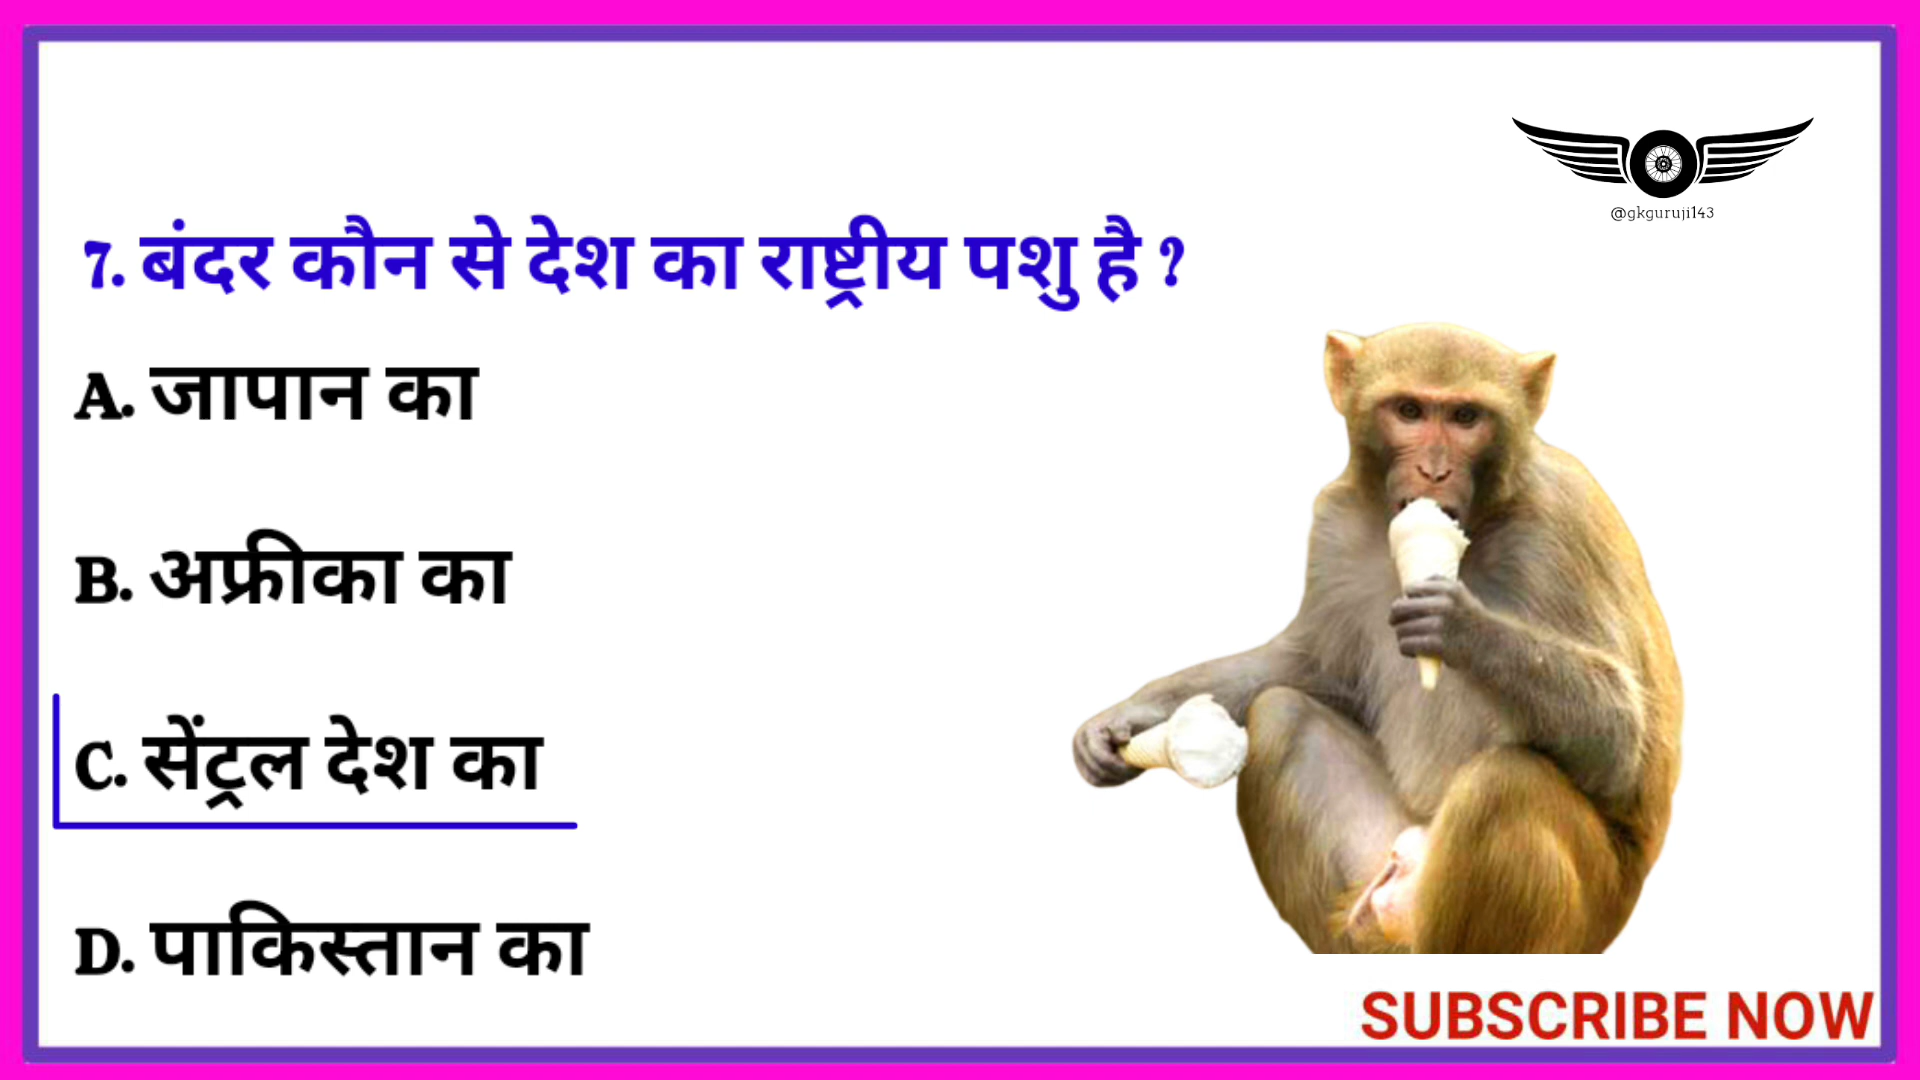 @gkguruji143
7. बंदर कौन से देश का राष्ट्रीय पशु है ?
A. जापान का
B. अफ्रीका का
C. सेंट्रल देश का
D. पाकिस्तान का
SUBSCRIBE NOW